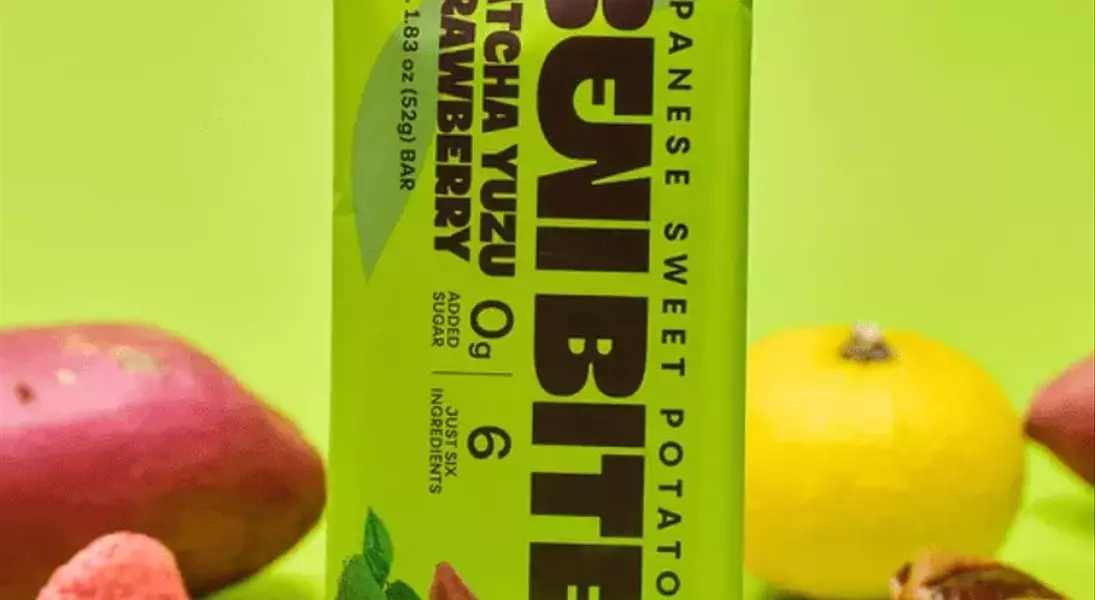 PANESE SWEET POTATO
BENI BITE
ATCHA YUZU
RAWBERRY
0g
ADDED
SUGAR
6
JUST SIX
INGREDIENTS
1.83 oz (52g) BAR